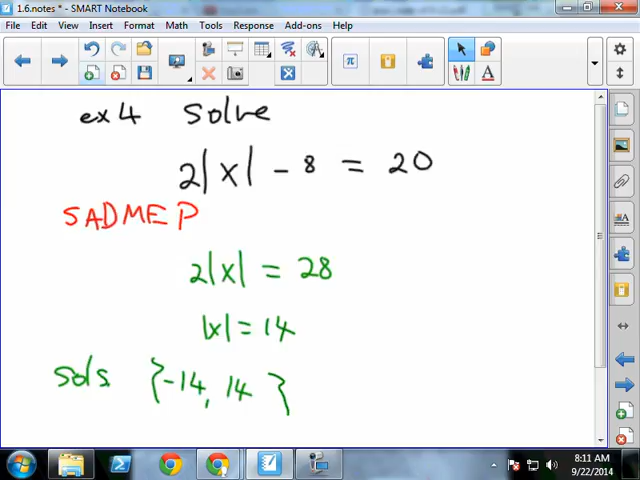 1.6.notes * - SMART Notebook
File Edit View Insert Format Math Tools Response Add-ons Help
ex 4 Solve
2|x| - 8 = 20
SADMEP
2|x| = 28
|x| = 14
sols {-14, 14 }
8:11 AM
9/22/2014